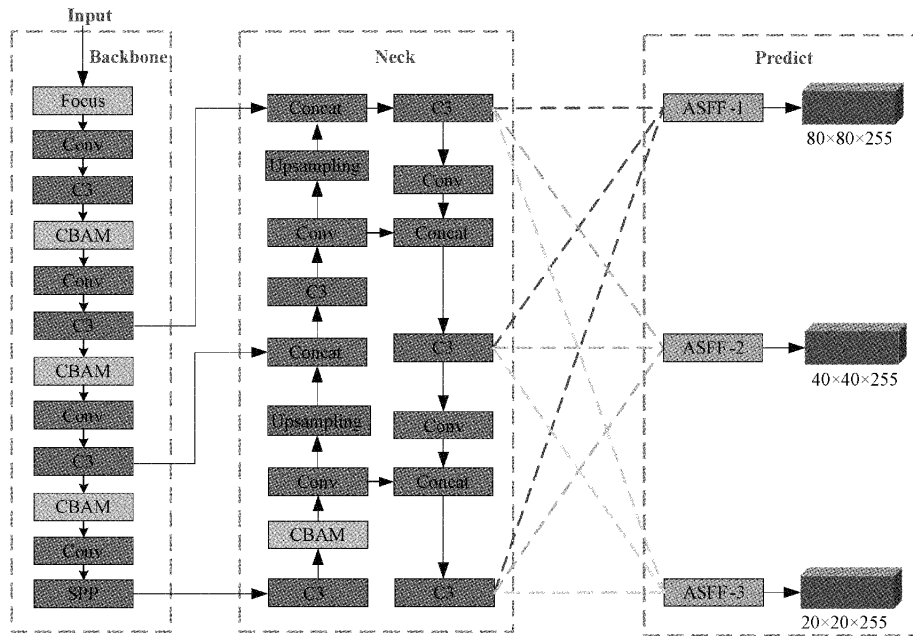 Input
Backbone
Focus
Conv
C3
CBAM
Conv
C3
CBAM
Conv
C3
CBAM
Conv
SPP
Neck
Concat
Upsampling
Conv
C3
Concat
Upsampling
Conv
CBAM
C3
C3
Conv
Concat
C3
Conv
Concat
C3
Predict
ASFF-1
80×80×255
ASFF-2
40×40×255
ASFF-3
20×20×255